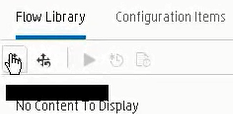 Flow Library Configuration Items
No Content To Display